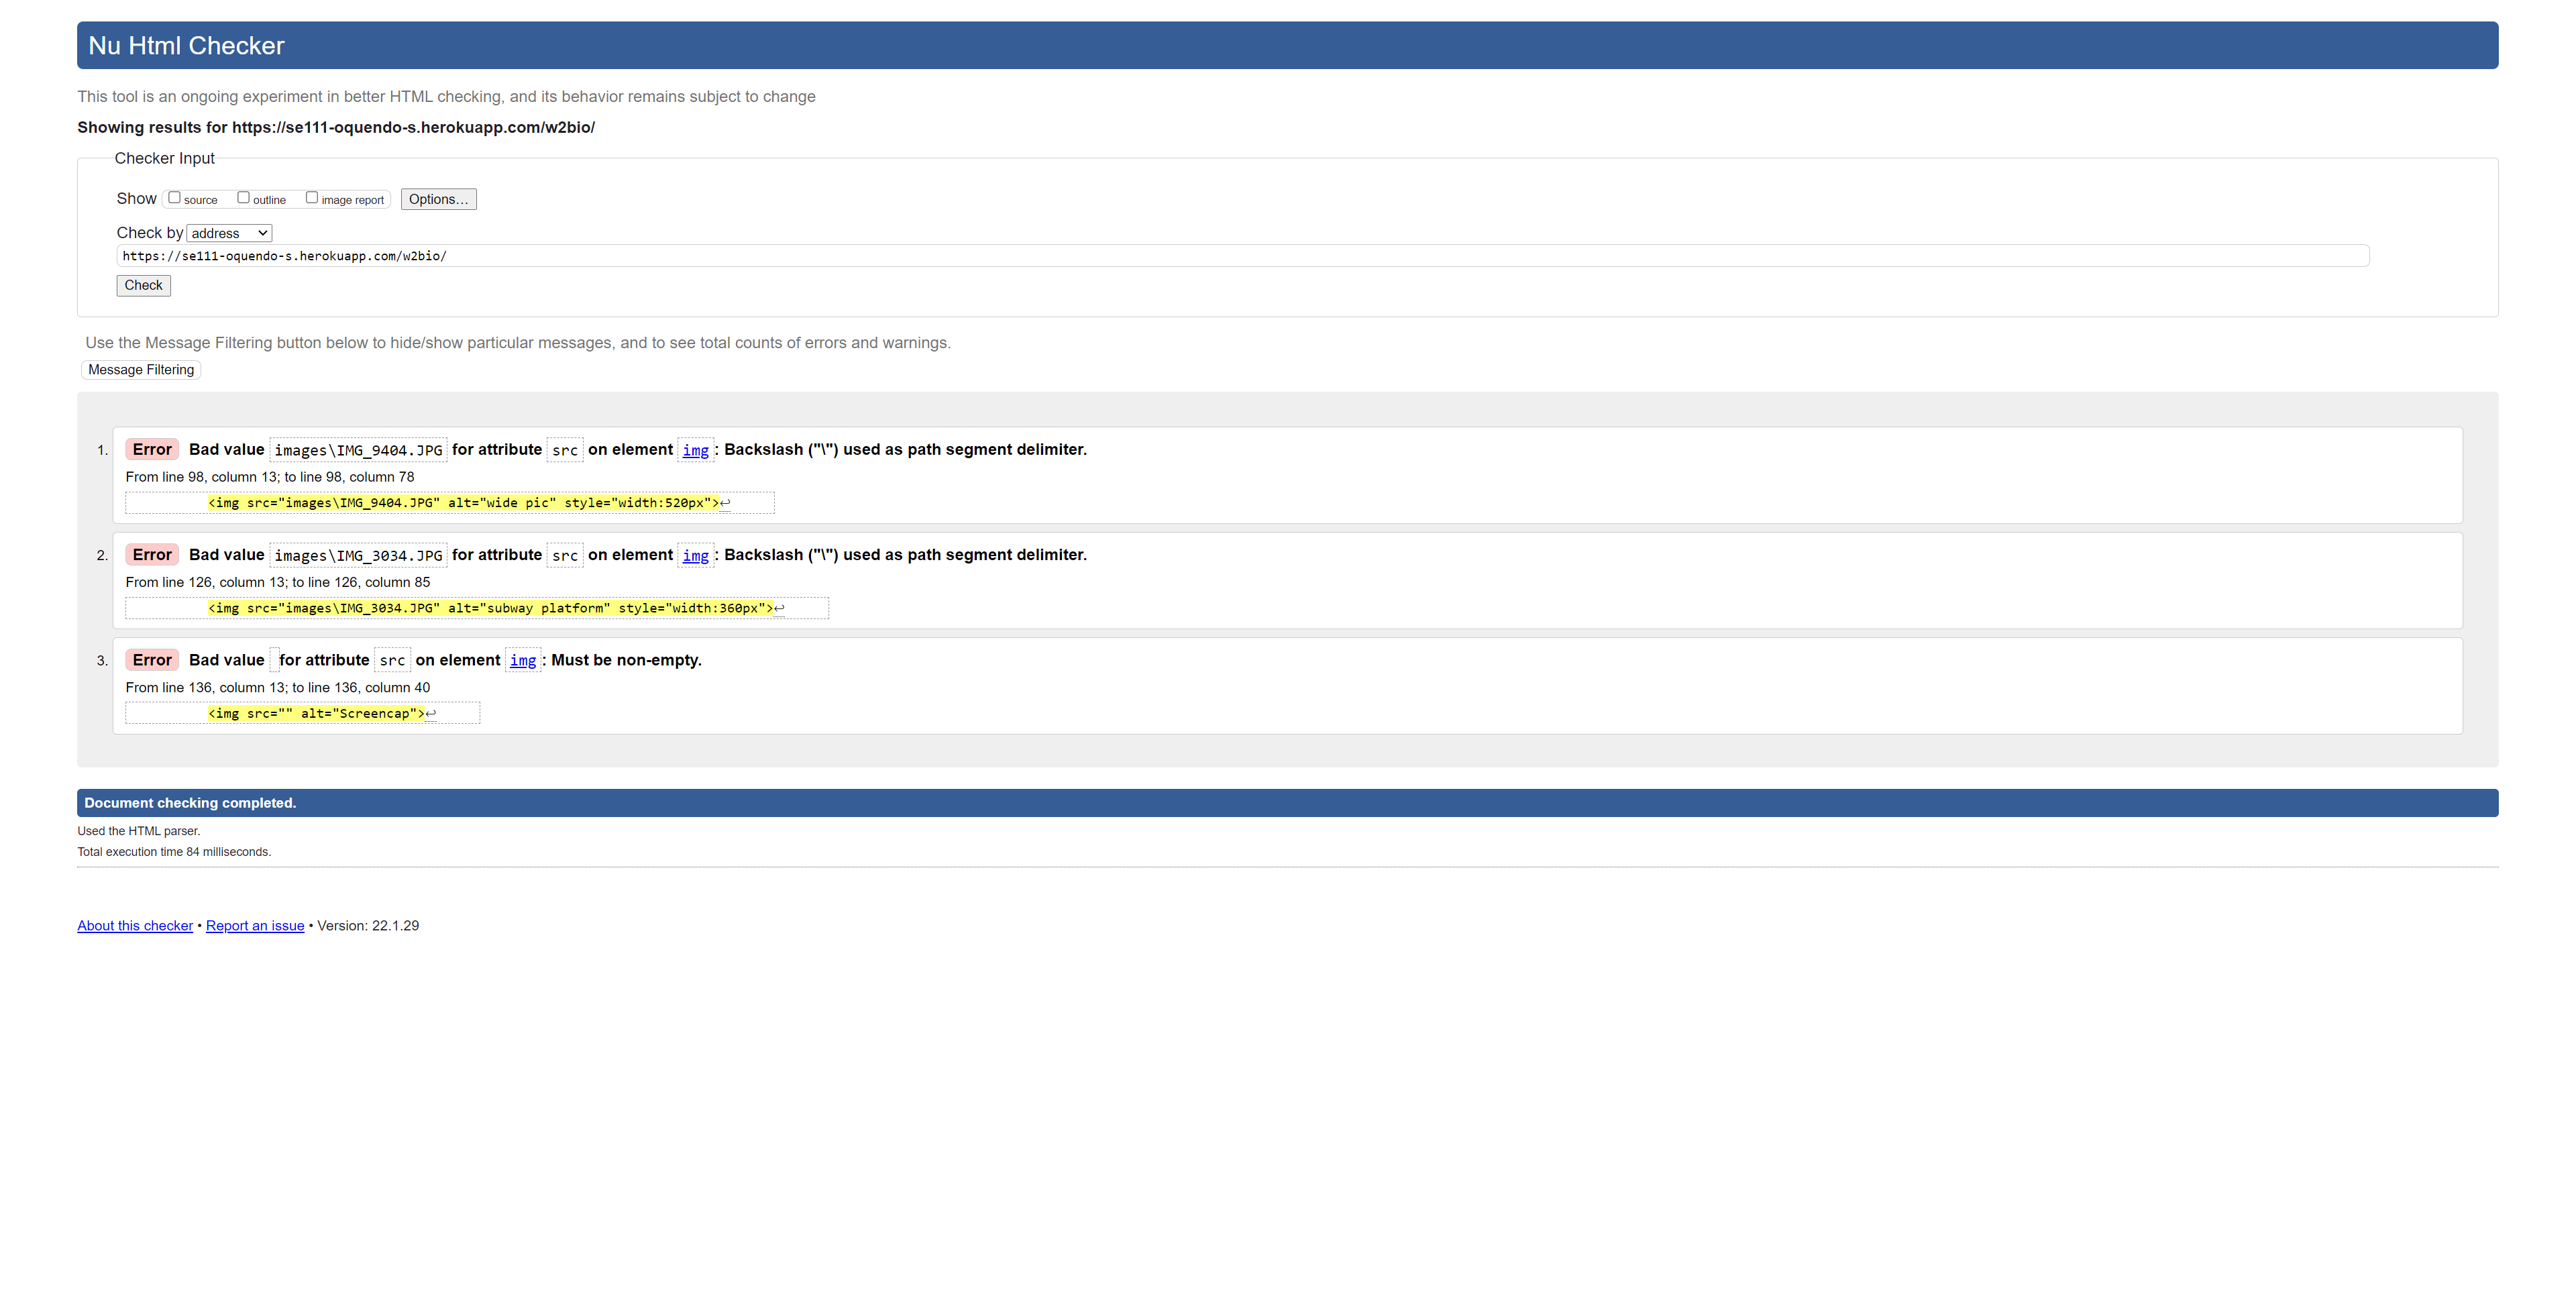 Nu Html Checker
This tool is an ongoing experiment in better HTML checking, and its behavior remains subject to change
Showing results for https://se111-oquendo-s.herokuapp.com/w2bio/
Checker Input
Show source outline image report Options...
Check by address
https://se111-oquendo-s.herokuapp.com/w2bio/
Check
Use the Message Filtering button below to hide/show particular messages, and to see total counts of errors and warnings.
Message Filtering
1. Error Bad value images\IMG_9404.JPG for attribute src on element img: Backslash ("\") used as path segment delimiter.
From line 98, column 13; to line 98, column 78
<img src="images\IMG_9404.JPG" alt="wide pic" style="width:520px">↩
2. Error Bad value images\IMG_3034.JPG for attribute src on element img: Backslash ("\") used as path segment delimiter.
From line 126, column 13; to line 126, column 85
<img src="images\IMG_3034.JPG" alt="subway platform" style="width:360px">↩
3. Error Bad value for attribute src on element img: Must be non-empty.
From line 136, column 13; to line 136, column 40
<img src="" alt="Screencap">↩
Document checking completed.
Used the HTML parser.
Total execution time 84 milliseconds.
About this checker • Report an issue • Version: 22.1.29